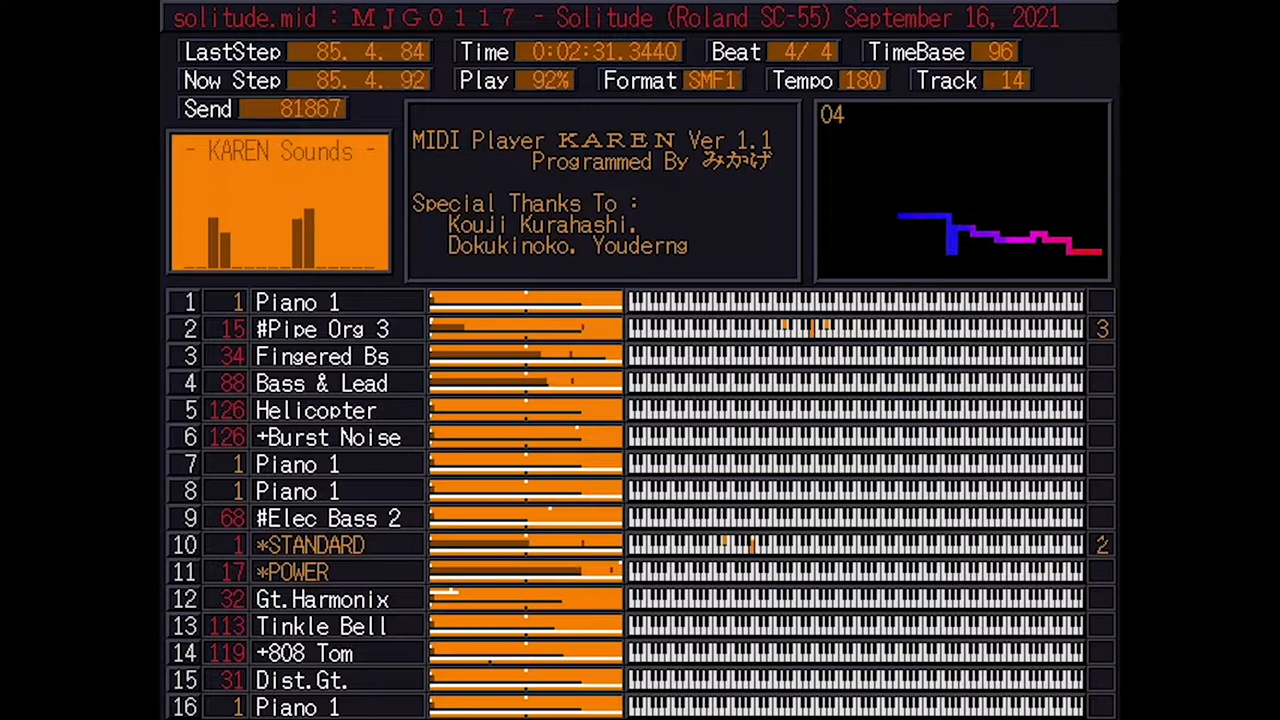 solitude.mid : MJG0117 - Solitude (Roland SC-55) September 16, 2021
LastStep 85. 4. 84 Time 0:02:31.3440 Beat 4/ 4 TimeBase 96
Now Step 85. 4. 92 Play 92% Format SMF1 Tempo 180 Track 14
Send 81867
- KAREN Sounds -
MIDI Player KAREN Ver 1.1
Programmed By みかげ
Special Thanks To :
Kouji Kurahashi.
Dokukinoko. Youderng
04
1 1 Piano 1
2 15 #Pipe Org 3 3
3 34 Fingered Bs
4 88 Bass & Lead
5 126 Helicopter
6 126 +Burst Noise
7 1 Piano 1
8 1 Piano 1
9 68 #Elec Bass 2
10 1 *STANDARD 2
11 17 *POWER
12 32 Gt.Harmonix
13 113 Tinkle Bell
14 119 +808 Tom
15 31 Dist.Gt.
16 1 Piano 1